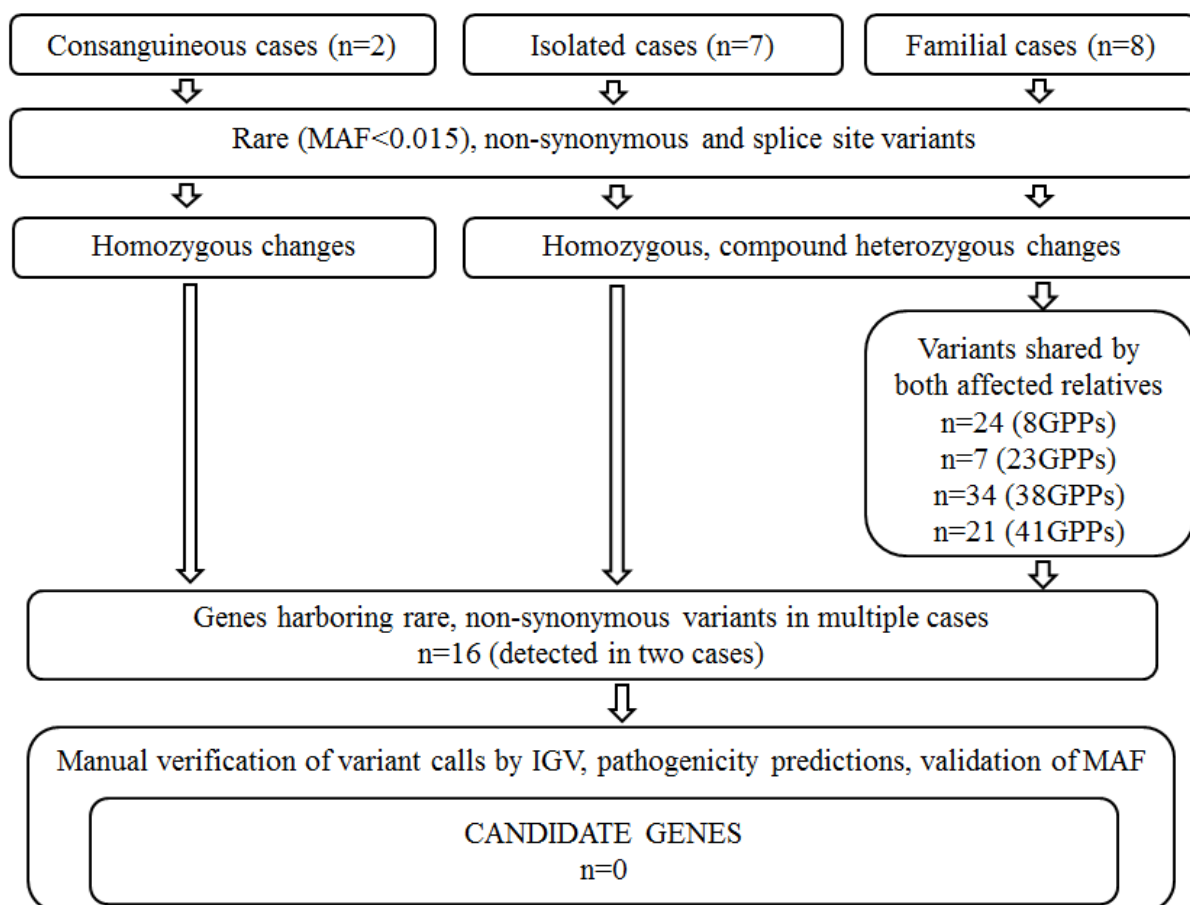 Consanguineous cases (n=2)
Isolated cases (n=7)
Familial cases (n=8)
Rare (MAF<0.015), non-synonymous and splice site variants
Homozygous changes
Homozygous, compound heterozygous changes
Variants shared by
both affected relatives
n=24 (8GPPs)
n=7 (23GPPs)
n=34 (38GPPs)
n=21 (41GPPs)
Genes harboring rare, non-synonymous variants in multiple cases
n=16 (detected in two cases)
Manual verification of variant calls by IGV, pathogenicity predictions, validation of MAF
CANDIDATE GENES
n=0